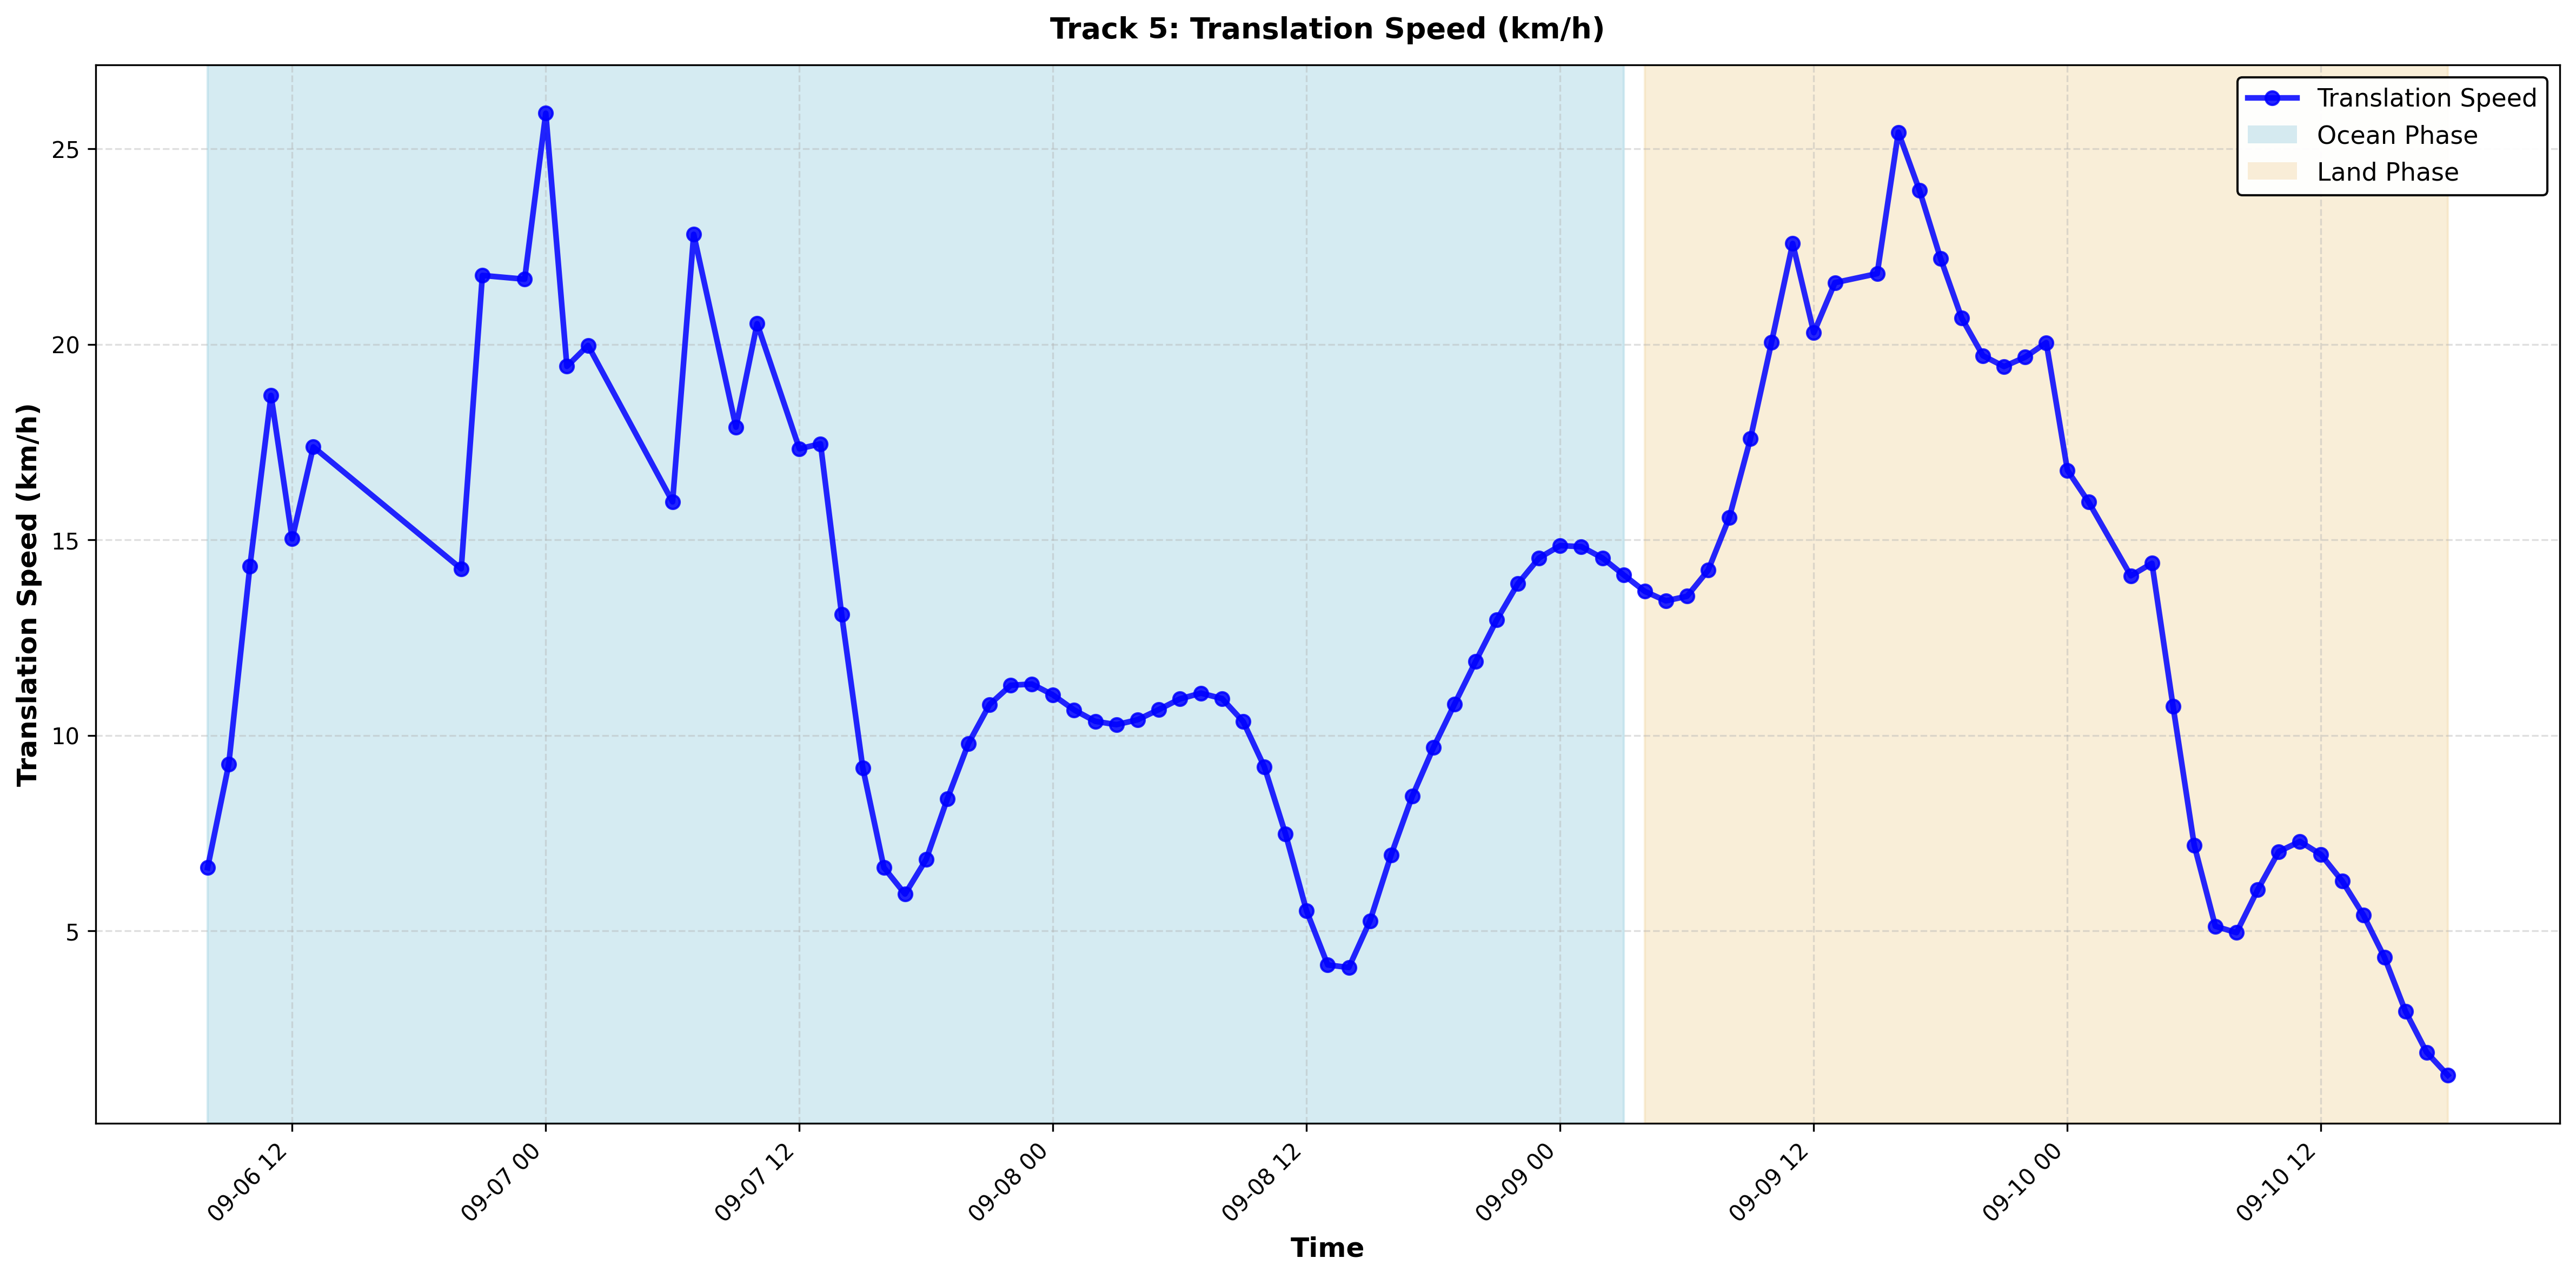 Track 5: Translation Speed (km/h)
Translation Speed
Ocean Phase
Land Phase
Translation Speed (km/h)
25
20
15
10
5
09-06 12
09-07 00
09-07 12
09-08 00
09-08 12
09-09 00
09-09 12
09-10 00
09-10 12
Time